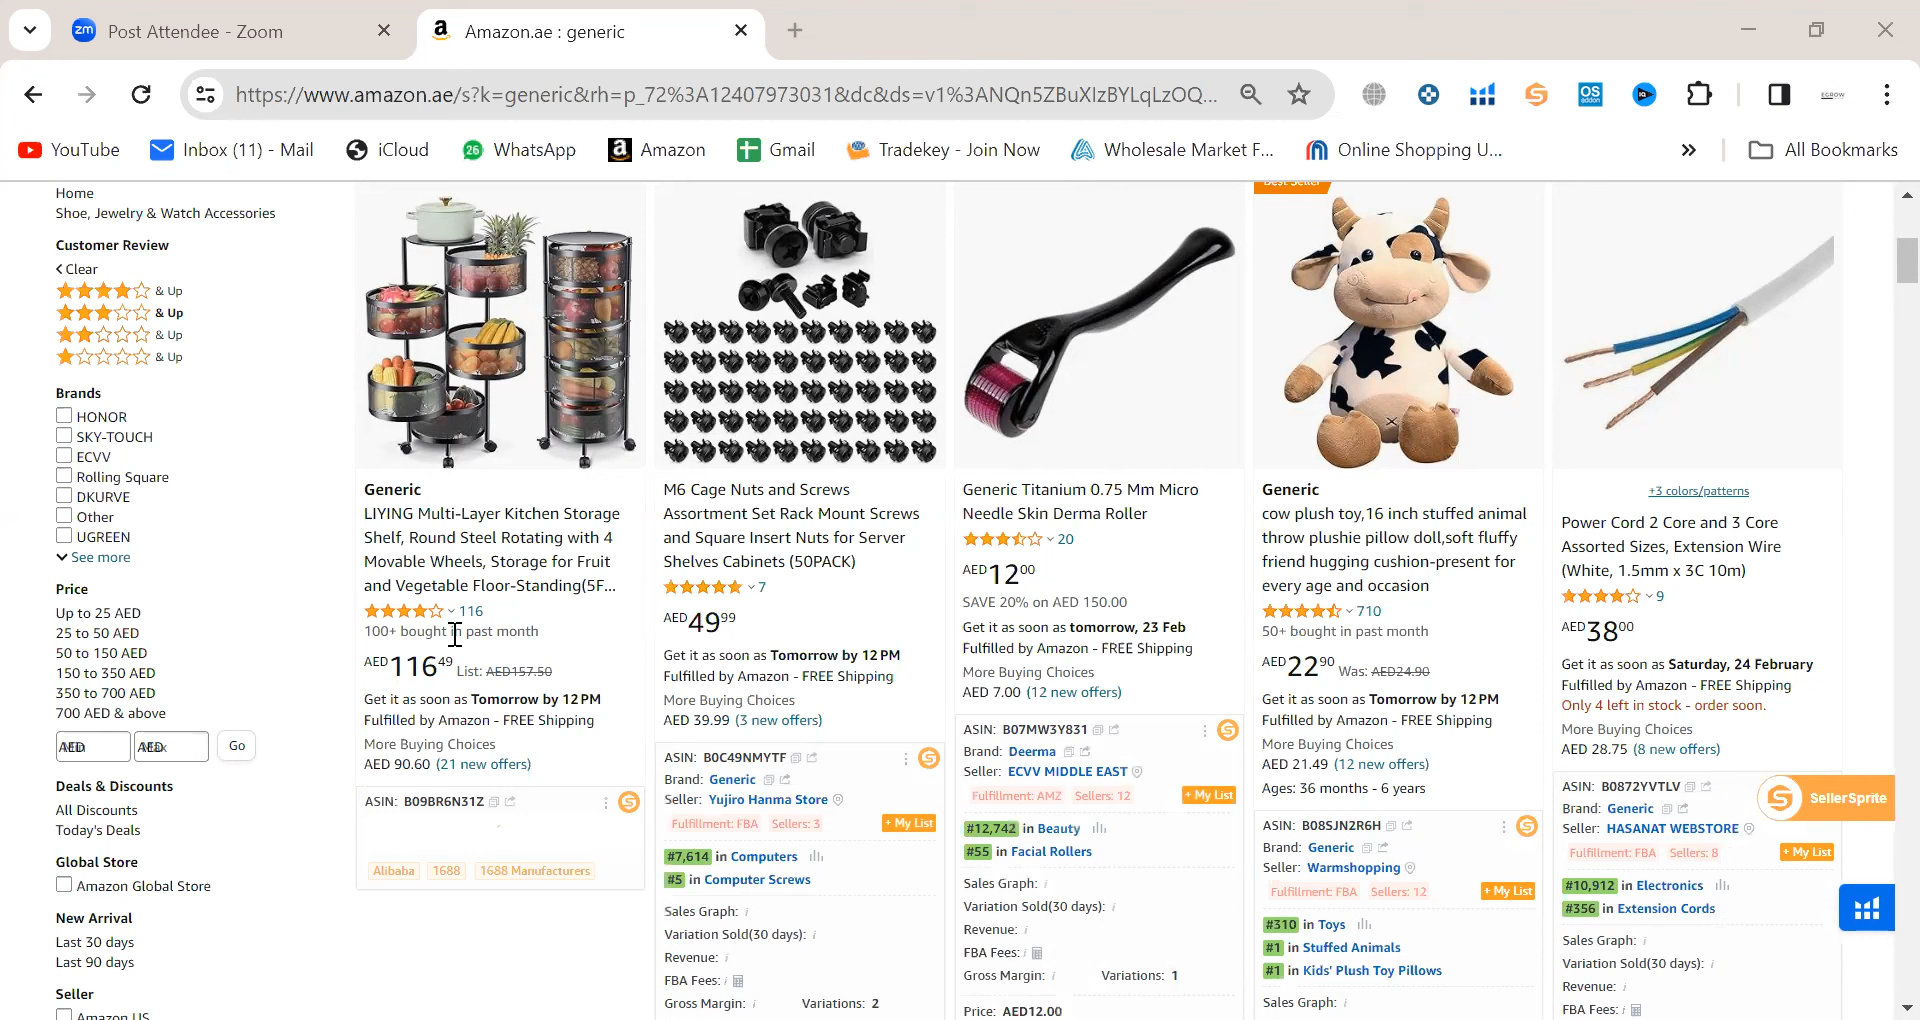 zm Post Attendee - Zoom
a Amazon.ae : generic
https://www.amazon.ae/s?k=generic&rh=p_72%3A12407973031&dc&ds=v1%3ANQn5ZBuXlzBYLqLzOQ...
OS
addon
IQ
EGROW
YouTube
Inbox (11) - Mail
iCloud
26 WhatsApp
a Amazon
Gmail
Tradekey - Join Now
Wholesale Market F...
Online Shopping U...
»
All Bookmarks
Home
Shoe, Jewelry & Watch Accessories
Customer Review
< Clear
& Up
& Up
& Up
& Up
Brands
HONOR
SKY-TOUCH
ECVV
Rolling Square
DKURVE
Other
UGREEN
See more
Price
Up to 25 AED
25 to 50 AED
50 to 150 AED
150 to 350 AED
350 to 700 AED
700 AED & above
Go
Deals & Discounts
All Discounts
Today's Deals
Global Store
Amazon Global Store
New Arrival
Last 30 days
Last 90 days
Seller
Amazon US
Generic
LIYING Multi-Layer Kitchen Storage
Shelf, Round Steel Rotating with 4
Movable Wheels, Storage for Fruit
and Vegetable Floor-Standing(5F...
116
100+ bought in past month
AED 116 49 List: AED157.50
Get it as soon as Tomorrow by 12 PM
Fulfilled by Amazon - FREE Shipping
More Buying Choices
AED 90.60 (21 new offers)
ASIN: B09BR6N31Z
Alibaba 1688 1688 Manufacturers
M6 Cage Nuts and Screws
Assortment Set Rack Mount Screws
and Square Insert Nuts for Server
Shelves Cabinets (50PACK)
7
AED 49 99
Get it as soon as Tomorrow by 12 PM
Fulfilled by Amazon - FREE Shipping
More Buying Choices
AED 39.99 (3 new offers)
ASIN: B0C49NMYTF
Brand: Generic
Seller: Yujiro Hanma Store
Fulfillment: FBA Sellers: 3 + My List
#7,614 in Computers
#5 in Computer Screws
Sales Graph:
Variation Sold(30 days):
Revenue:
FBA Fees:
Gross Margin: Variations: 2
Generic Titanium 0.75 Mm Micro
Needle Skin Derma Roller
20
AED 12 00
SAVE 20% on AED 150.00
Get it as soon as tomorrow, 23 Feb
Fulfilled by Amazon - FREE Shipping
More Buying Choices
AED 7.00 (12 new offers)
ASIN: B07MW3Y831
Brand: Deerma
Seller: ECVV MIDDLE EAST
Fulfillment: AMZ Sellers: 12 + My List
#12,742 in Beauty
#55 in Facial Rollers
Sales Graph:
Variation Sold(30 days):
Revenue:
FBA Fees:
Gross Margin: Variations: 1
Price: AED12.00
Best Seller
Generic
cow plush toy,16 inch stuffed animal
throw plushie pillow doll,soft fluffy
friend hugging cushion-present for
every age and occasion
710
50+ bought in past month
AED 22 90 Was: AED24.90
Get it as soon as Tomorrow by 12 PM
Fulfilled by Amazon - FREE Shipping
More Buying Choices
AED 21.49 (12 new offers)
Ages: 36 months - 6 years
ASIN: B08SJN2R6H
Brand: Generic
Seller: Warmshopping
Fulfillment: FBA Sellers: 12 + My List
#310 in Toys
#1 in Stuffed Animals
#1 in Kids' Plush Toy Pillows
Sales Graph:
+3 colors/patterns
Power Cord 2 Core and 3 Core
Assorted Sizes, Extension Wire
(White, 1.5mm x 3C 10m)
9
AED 38 00
Get it as soon as Saturday, 24 February
Fulfilled by Amazon - FREE Shipping
Only 4 left in stock - order soon.
More Buying Choices
AED 28.75 (8 new offers)
ASIN: B0872YVTLV
Brand: Generic
Seller: HASANAT WEBSTORE
Fulfillment: FBA Sellers: 8 + My List
#10,912 in Electronics
#356 in Extension Cords
Sales Graph:
Variation Sold(30 days):
Revenue:
FBA Fees:
SellerSprite